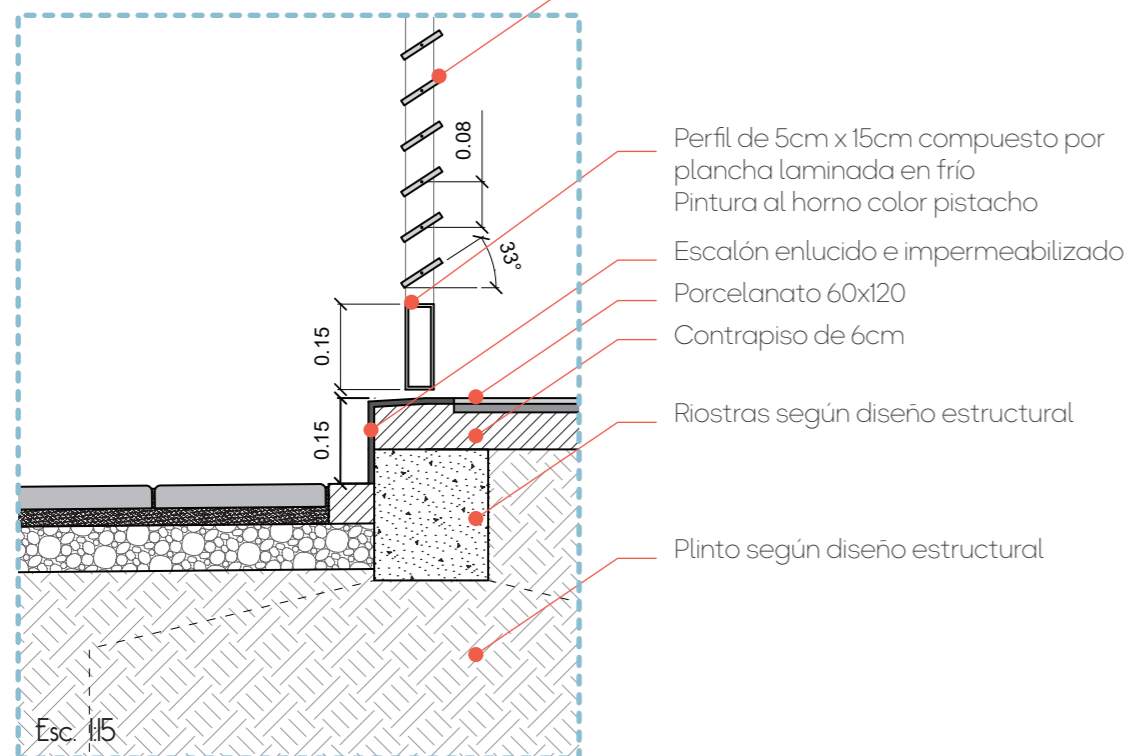 0.08
33°
0.15
0.15
Perfil de 5cm x 15cm compuesto por
plancha laminada en frío
Pintura al horno color pistacho
Escalón enlucido e impermeabilizado
Porcelanato 60x120
Contrapiso de 6cm
Riostras según diseño estructural
Plinto según diseño estructural
Esc. 1:15